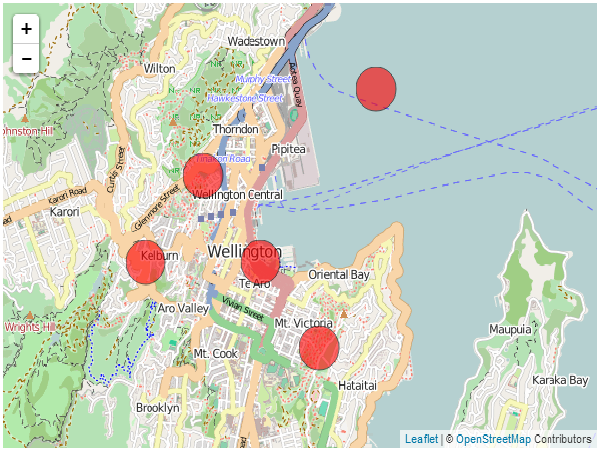 +
−
Wadestown
Wilton
Murphy Street
Hawkestone Street
Aotea Quay
Thorndon
Johnston Hill
Pipitea
Tinakori Road
Curtis Street
Glenmore Street
Karori Road
Wellington Central
Karori
Road
Kelburn
Wellington
Te Aro
Oriental Bay
Vivian Street
Aro Valley
Mt. Victoria
Wrights Hill
Maupuia
Mt. Cook
Hataitai
Karaka Bay
Brooklyn
Leaflet | © OpenStreetMap Contributors